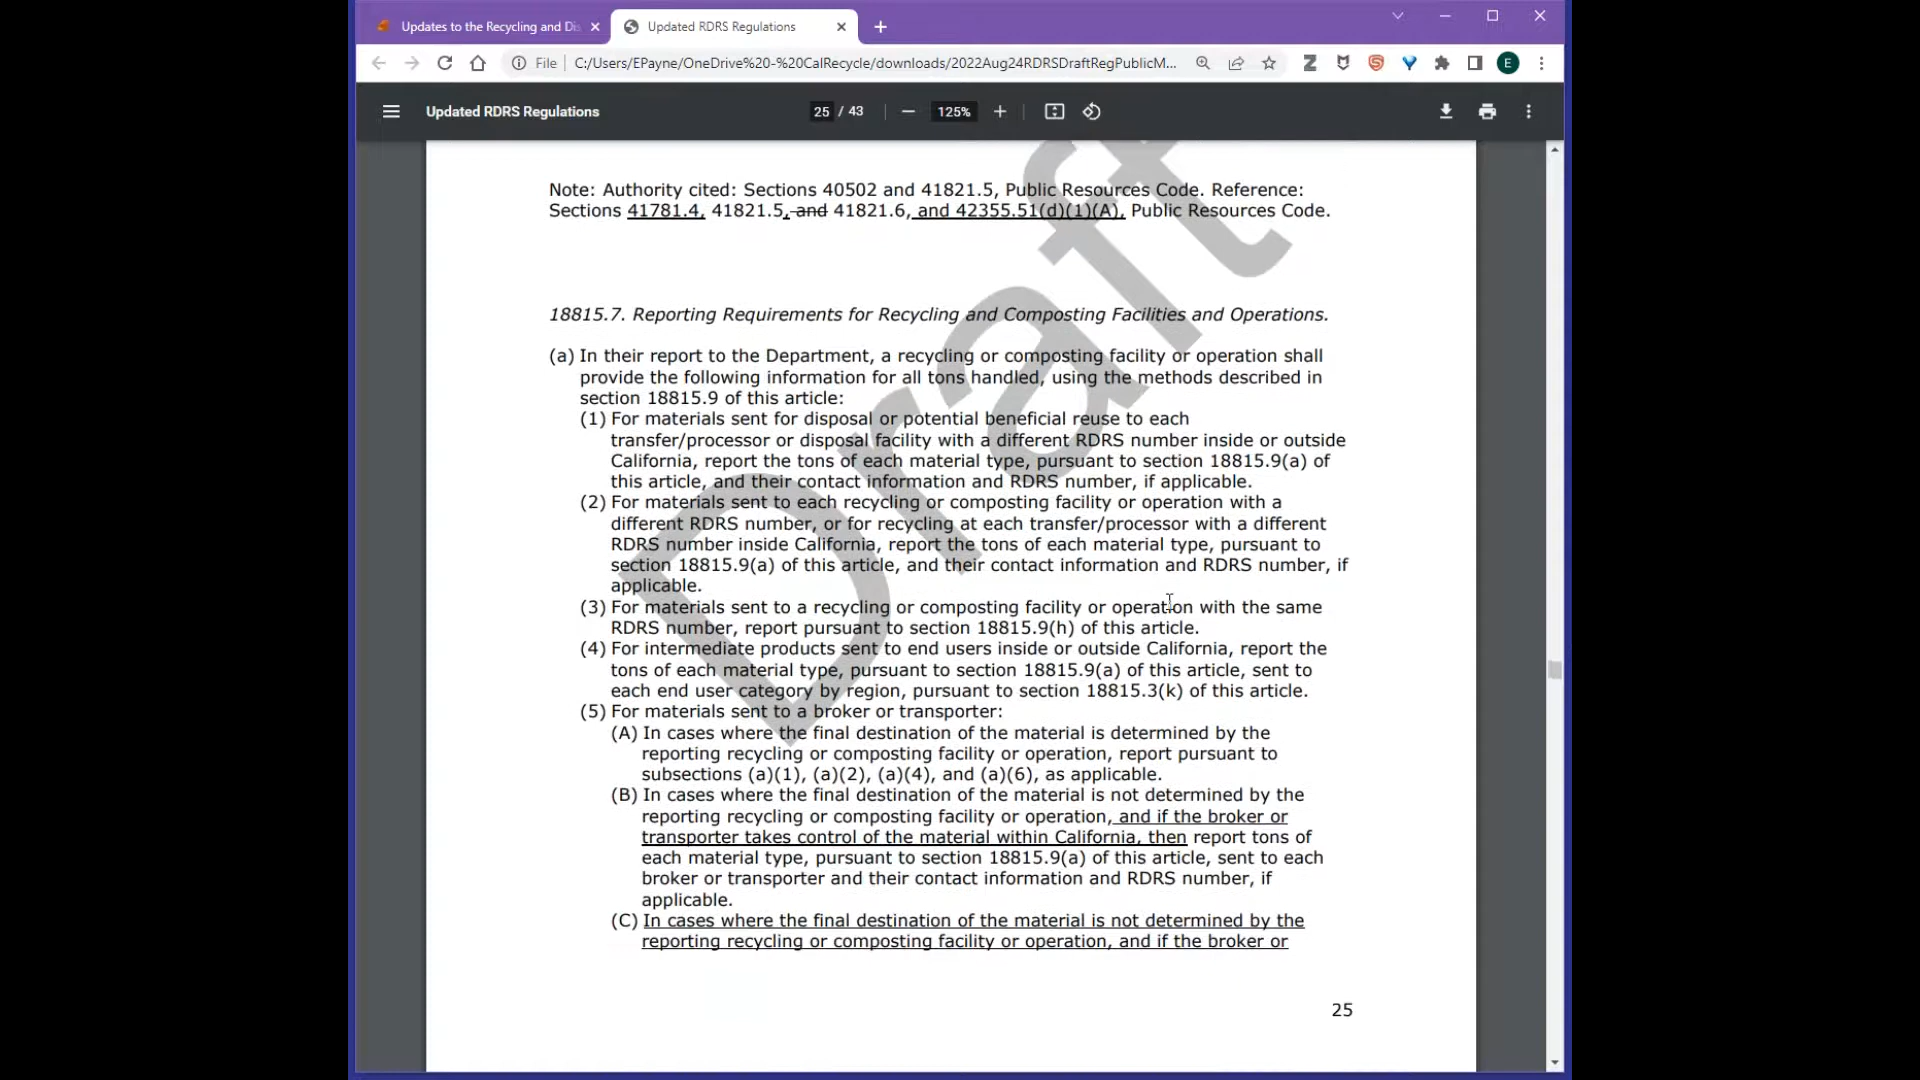 Updates to the Recycling and Dis
Updated RDRS Regulations
File
C:/Users/EPayne/OneDrive%20-%20CalRecycle/downloads/2022Aug24RDRSDraftRegPublicM...
E
Updated RDRS Regulations
25 / 43
125%
Draft
Note: Authority cited: Sections 40502 and 41821.5, Public Resources Code. Reference:
Sections 41781.4, 41821.5, and 41821.6, and 42355.51(d)(1)(A), Public Resources Code.
18815.7. Reporting Requirements for Recycling and Composting Facilities and Operations.
(a) In their report to the Department, a recycling or composting facility or operation shall
provide the following information for all tons handled, using the methods described in
section 18815.9 of this article:
(1) For materials sent for disposal or potential beneficial reuse to each
transfer/processor or disposal facility with a different RDRS number inside or outside
California, report the tons of each material type, pursuant to section 18815.9(a) of
this article, and their contact information and RDRS number, if applicable.
(2) For materials sent to each recycling or composting facility or operation with a
different RDRS number, or for recycling at each transfer/processor with a different
RDRS number inside California, report the tons of each material type, pursuant to
section 18815.9(a) of this article, and their contact information and RDRS number, if
applicable.
(3) For materials sent to a recycling or composting facility or operation with the same
RDRS number, report pursuant to section 18815.9(h) of this article.
(4) For intermediate products sent to end users inside or outside California, report the
tons of each material type, pursuant to section 18815.9(a) of this article, sent to
each end user category by region, pursuant to section 18815.3(k) of this article.
(5) For materials sent to a broker or transporter:
(A) In cases where the final destination of the material is determined by the
reporting recycling or composting facility or operation, report pursuant to
subsections (a)(1), (a)(2), (a)(4), and (a)(6), as applicable.
(B) In cases where the final destination of the material is not determined by the
reporting recycling or composting facility or operation, and if the broker or
transporter takes control of the material within California, then report tons of
each material type, pursuant to section 18815.9(a) of this article, sent to each
broker or transporter and their contact information and RDRS number, if
applicable.
(C) In cases where the final destination of the material is not determined by the
reporting recycling or composting facility or operation, and if the broker or
25